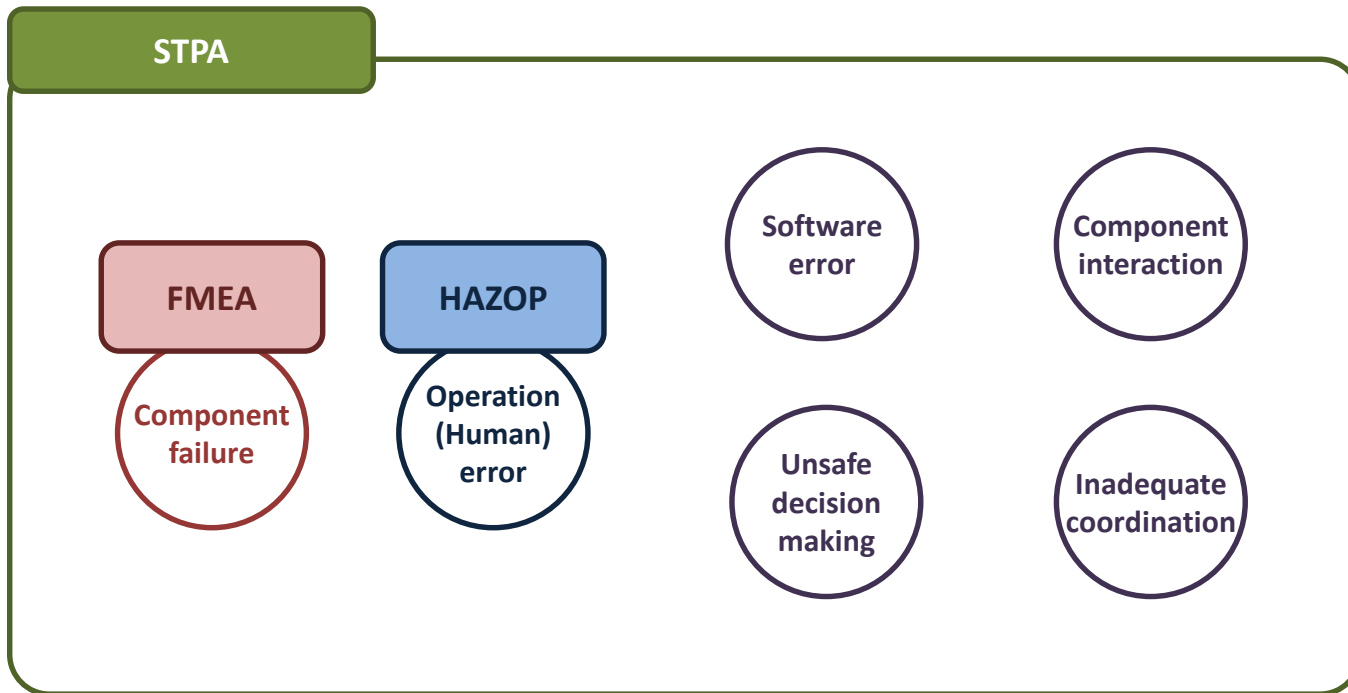 STPA
FMEA
Component
failure
HAZOP
Operation
(Human)
error
Software
error
Component
interaction
Unsafe
decision
making
Inadequate
coordination